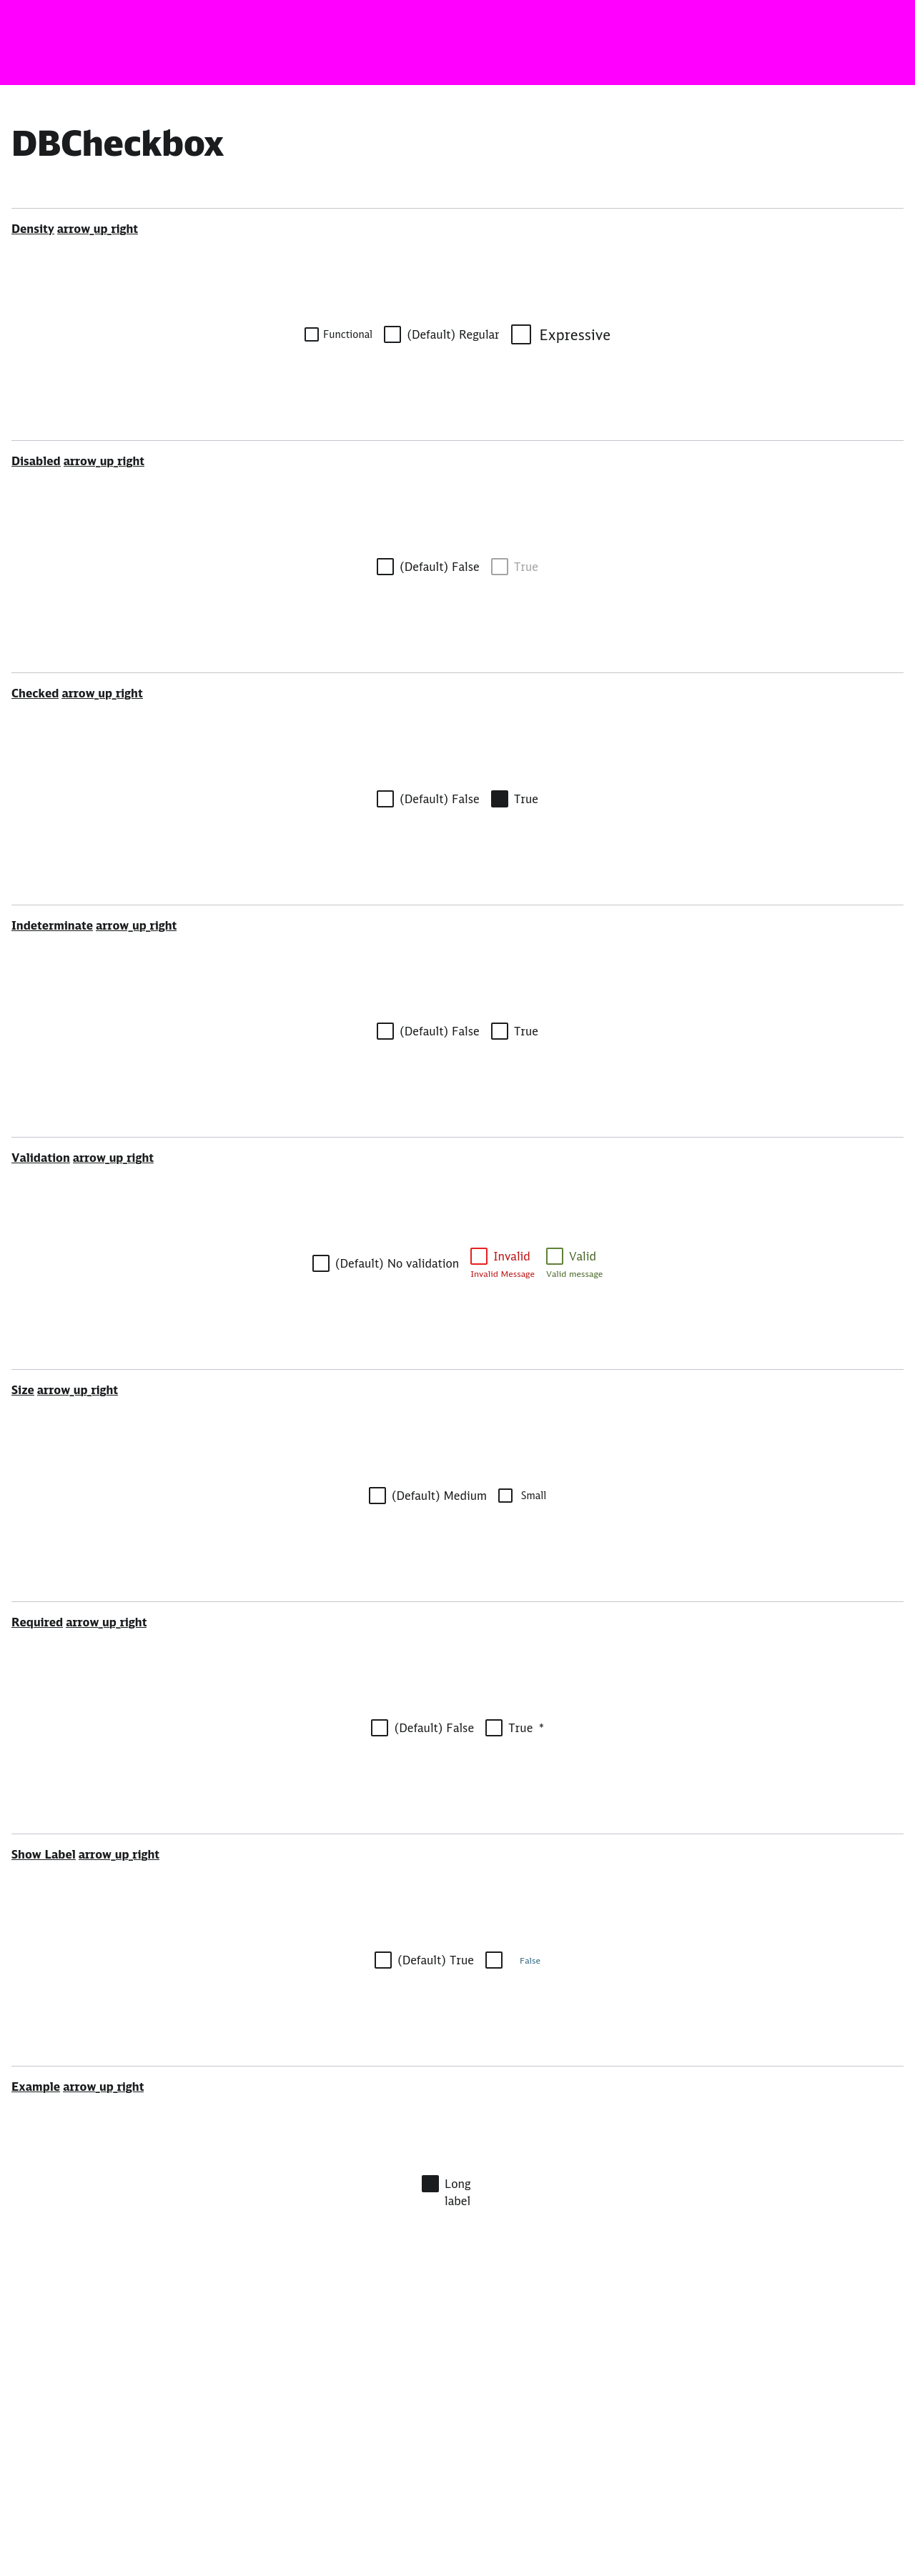 DBCheckbox
Density arrow_up_right
Functional (Default) Regular Expressive
Disabled arrow_up_right
(Default) False True
Checked arrow_up_right
(Default) False True
Indeterminate arrow_up_right
(Default) False True
Validation arrow_up_right
(Default) No validation Invalid Valid
Invalid Message Valid message
Size arrow_up_right
(Default) Medium Small
Required arrow_up_right
(Default) False True *
Show Label arrow_up_right
(Default) True False
Example arrow_up_right
Long
label